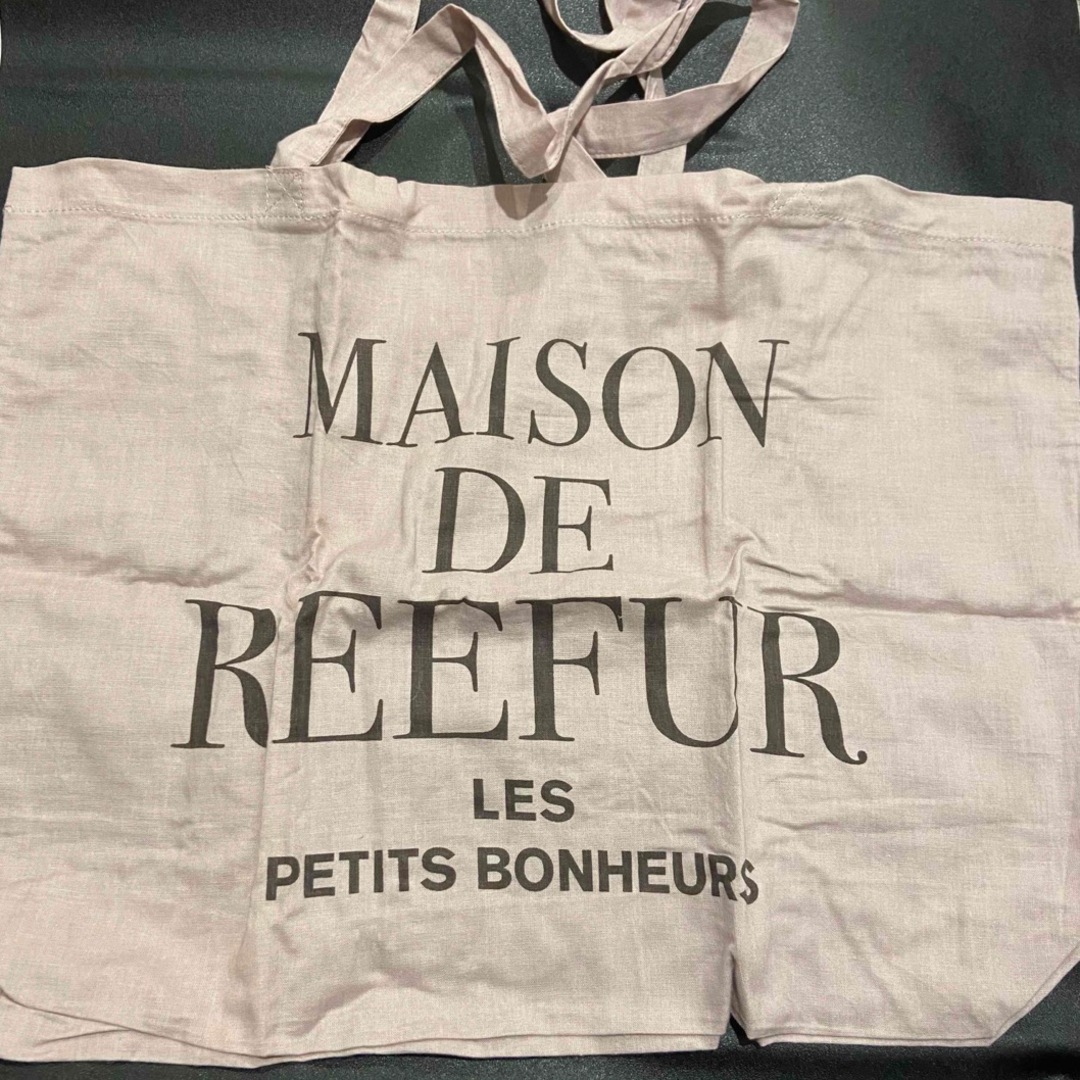 MAISON
DE
REEFUR
LES
PETITS BONHEURS